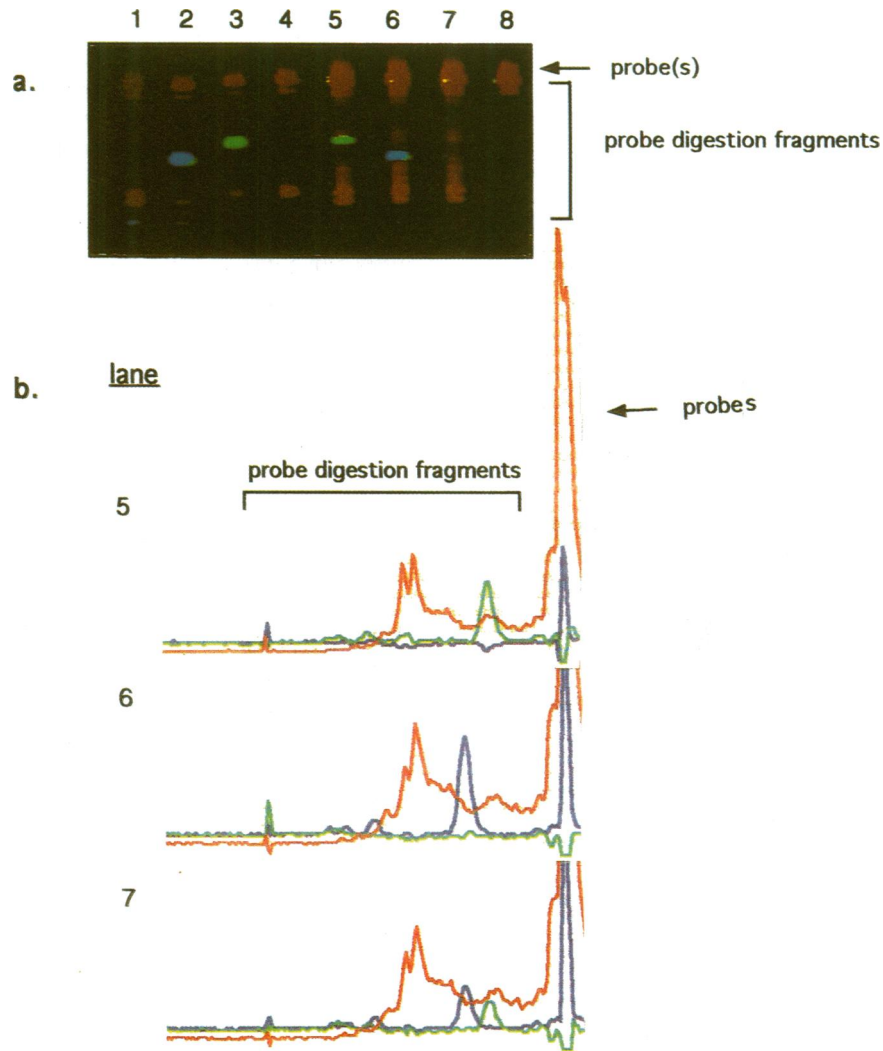 1 2 3 4 5 6 7 8
a.
probe(s)
probe digestion fragments
b.
lane
probes
probe digestion fragments
5
6
7